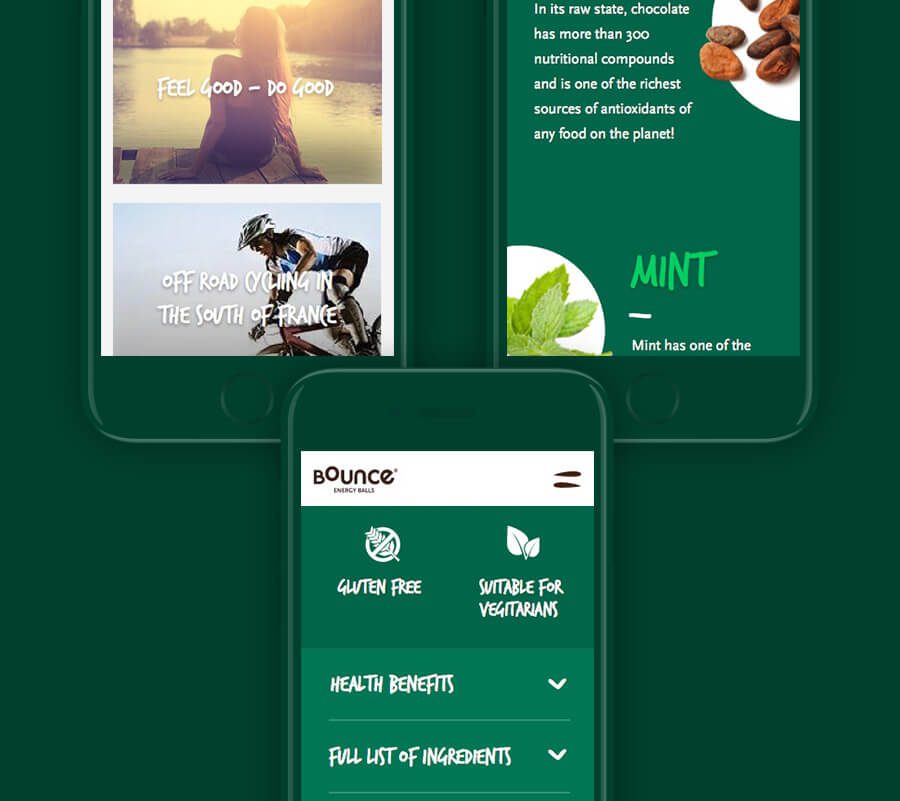 FEEL GOOD – DO GOOD
OFF ROAD CYCLING IN
THE SOUTH OF FRANCE
In its raw state, chocolate
has more than 300
nutritional compounds
and is one of the richest
sources of antioxidants of
any food on the planet!
MINT
Mint has one of the
BOUNCE®
ENERGY BALLS
GLUTEN FREE
SUITABLE FOR
VEGITARIANS
HEALTH BENEFITS
FULL LIST OF INGREDIENTS